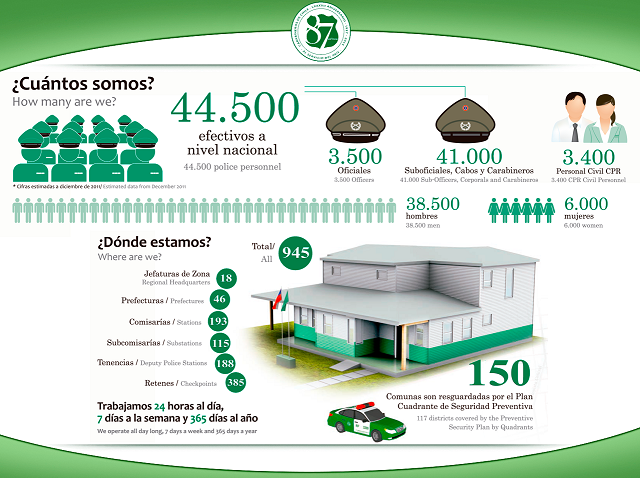 87
¿Cuántos somos?
How many are we?
44.500
efectivos a
nivel nacional
44.500 police personnel
3.500
Oficiales
3.500 Officers
41.000
Suboficiales, Cabos y Carabineros
41.000 Sub-Officers, Corporals and Carabineros
3.400
Personal Civil CPR
3.400 CPR Civil Personnel
* Cifras estimadas a diciembre de 2011/ Estimated data from December 2011
38.500
hombres
38.500 men
6.000
mujeres
6.000 women
¿Dónde estamos?
Where are we?
Total/
All
945
Jefaturas de Zona
Regional Headquarters
18
Prefecturas / Prefectures
46
Comisarías / Stations
193
Subcomisarías / Substations
115
Tenencias / Deputy Police Stations
188
Retenes / Checkpoints
385
Trabajamos 24 horas al día,
7 días a la semana y 365 días al año
We operate all day long, 7 days a week and 365 days a year
150
Comunas son resguardadas por el Plan
Cuadrante de Seguridad Preventiva
117 districts covered by the Preventive
Security Plan by Quadrants